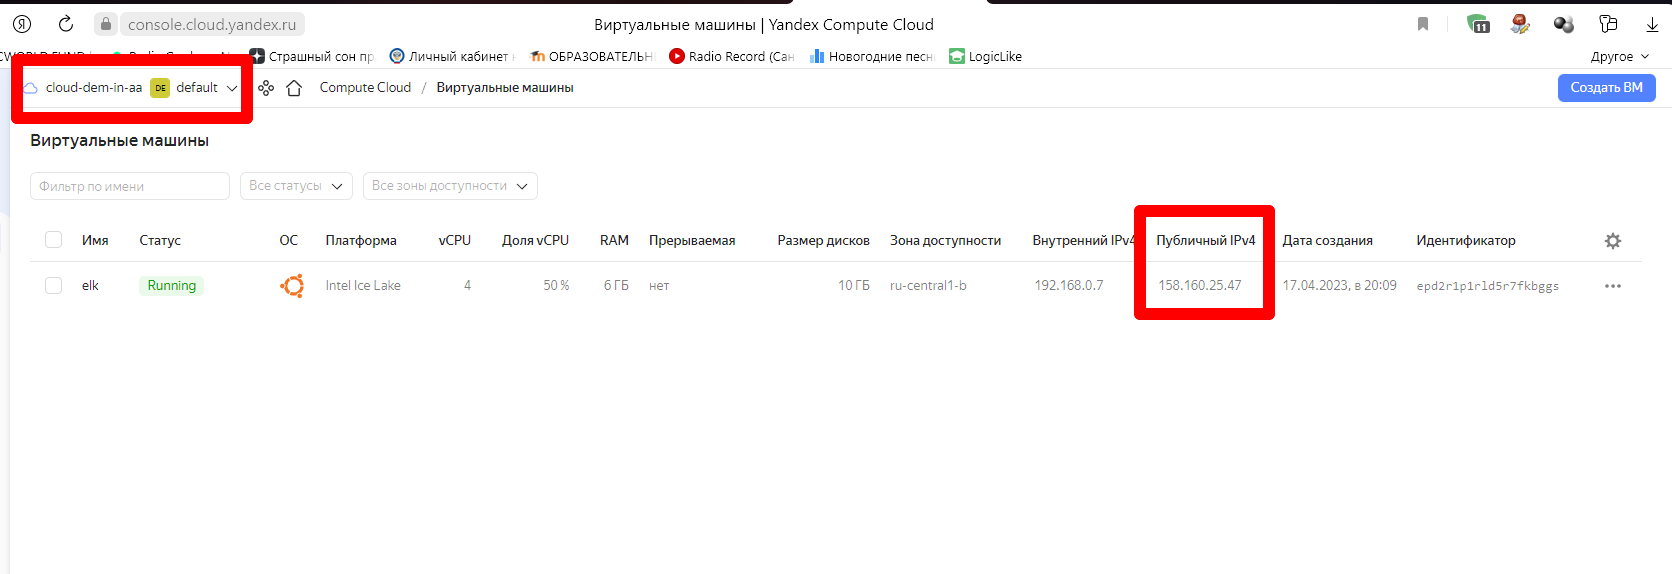 console.cloud.yandex.ru Виртуальные машины | Yandex Compute Cloud 11
Страшный сон пр Личный кабинет ОБРАЗОВАТЕЛЬН Radio Record (Сан Новогодние песн LogicLike Другое
cloud-dem-in-aa DE default Compute Cloud / Виртуальные машины Создать ВМ
Виртуальные машины
Фильтр по имени Все статусы Все зоны доступности
Имя Статус ОС Платформа vCPU Доля vCPU RAM Прерываемая Размер дисков Зона доступности Внутренний IPv4 Публичный IPv4 Дата создания Идентификатор
elk Running Intel Ice Lake 4 50 % 6 ГБ нет 10 ГБ ru-central1-b 192.168.0.7 158.160.25.47 17.04.2023, в 20:09 epd2r1p1rld5r7fkbggs